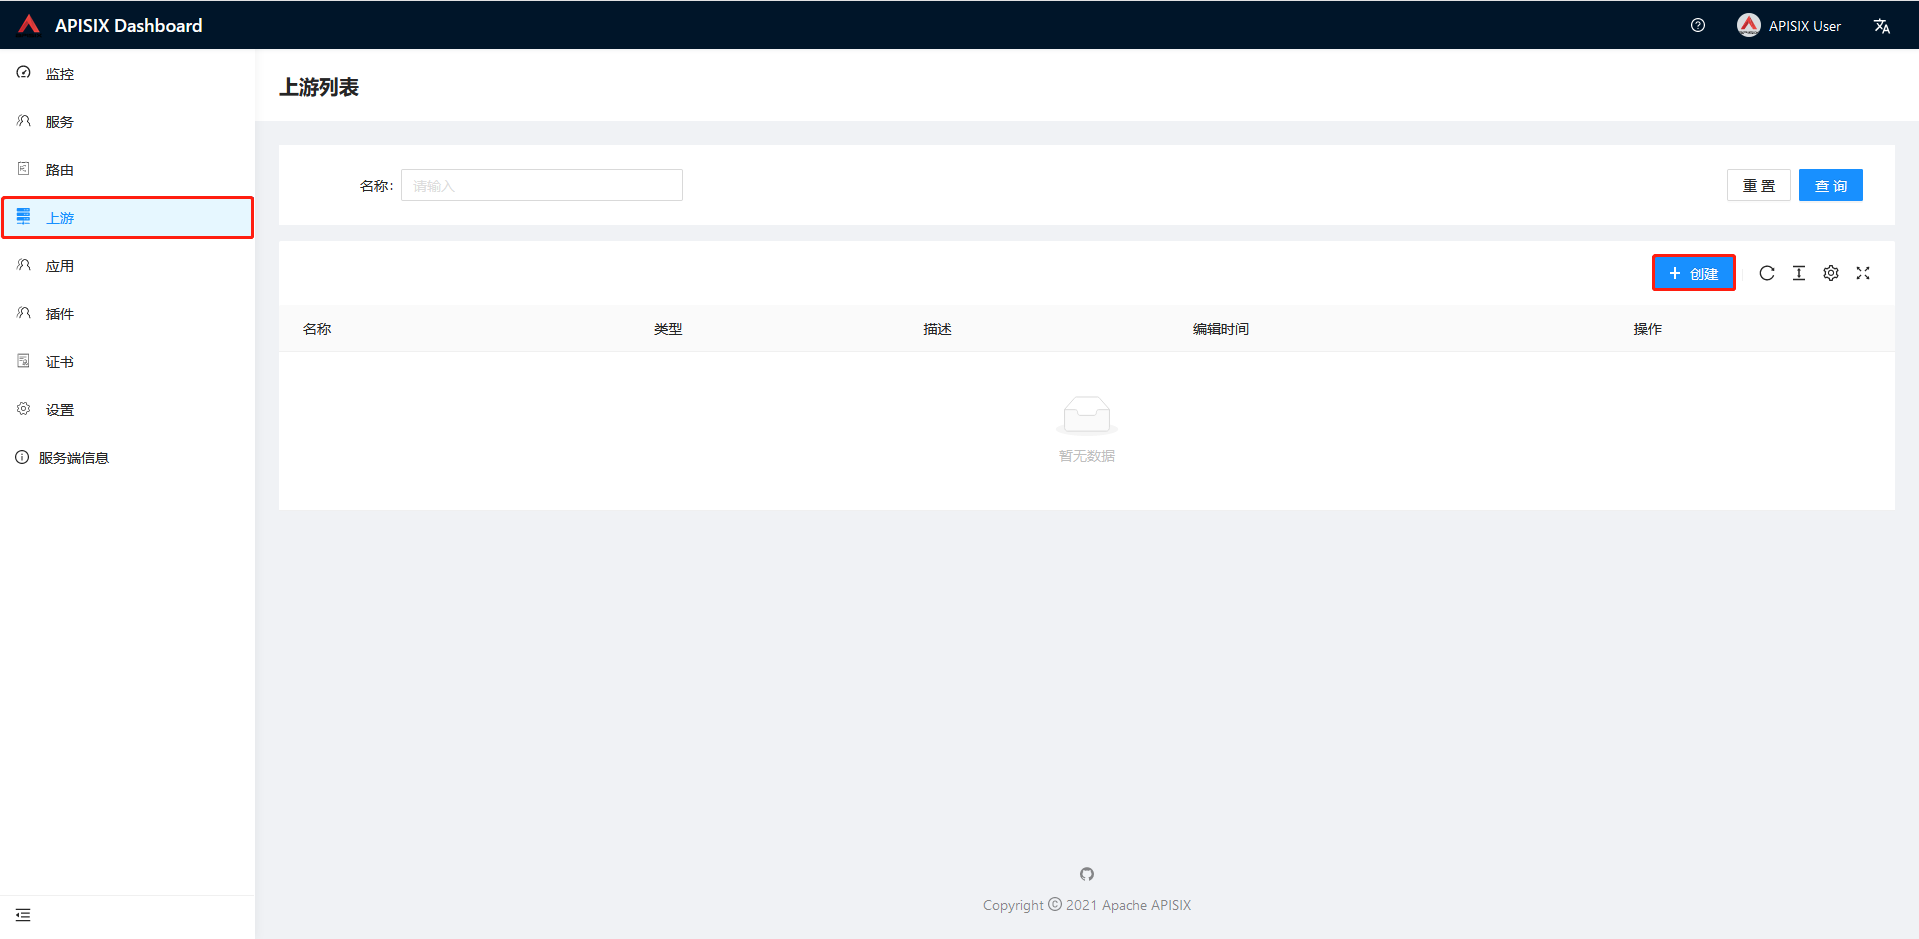 APISIX Dashboard
APISIX User
监控
服务
路由
上游
应用
插件
证书
设置
服务端信息
上游列表
名称: 请输入
重 置 查 询
+ 创建
名称 类型 描述 编辑时间 操作
暂无数据
Copyright © 2021 Apache APISIX